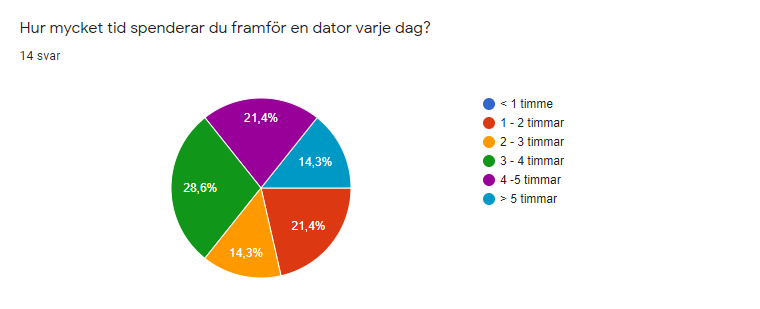 Hur mycket tid spenderar du framför en dator varje dag?
14 svar
21,4%
14,3%
28,6%
21,4%
14,3%
< 1 timme
1 - 2 timmar
2 - 3 timmar
3 - 4 timmar
4 -5 timmar
> 5 timmar